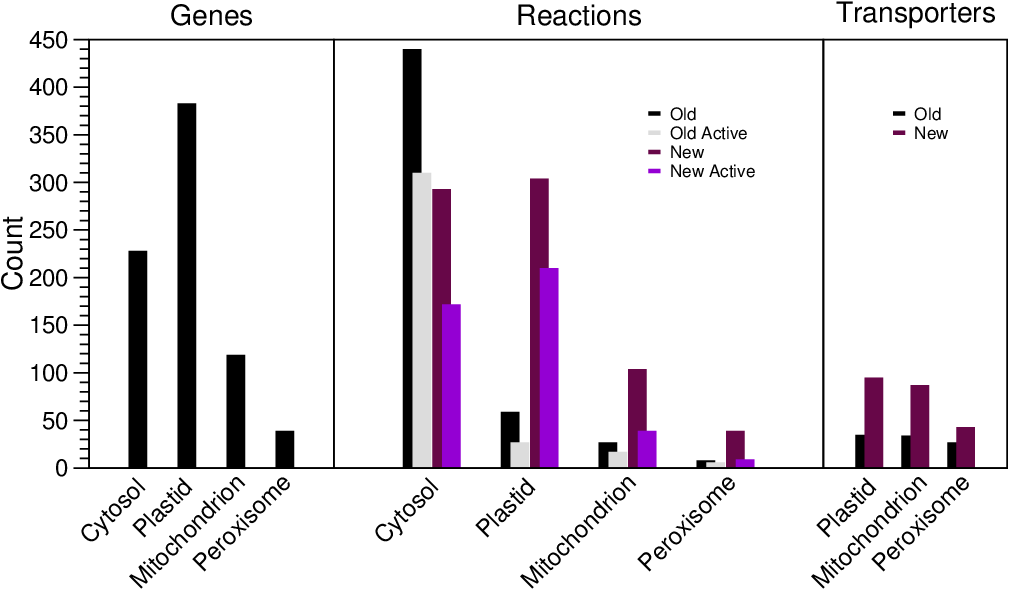 Genes
Reactions
Transporters
Count
450
400
350
300
250
200
150
100
50
0
Old
Old Active
New
New Active
Old
New
Cytosol
Plastid
Mitochondrion
Peroxisome
Cytosol
Plastid
Mitochondrion
Peroxisome
Plastid
Mitochondrion
Peroxisome